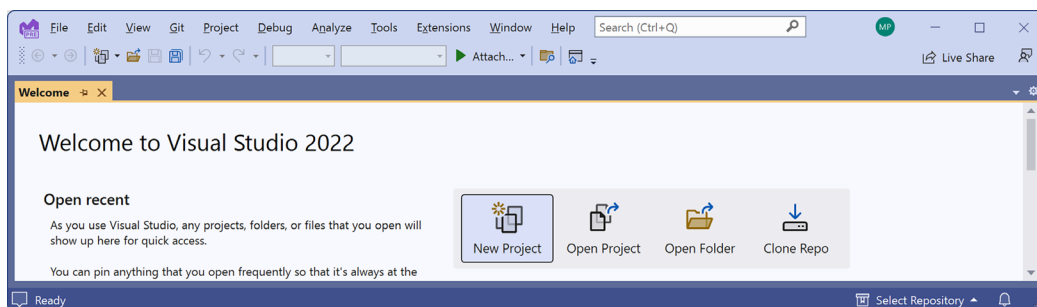 PRE File Edit View Git Project Debug Analyze Tools Extensions Window Help Search (Ctrl+Q) MP
Attach... Live Share
Welcome
Welcome to Visual Studio 2022
Open recent
As you use Visual Studio, any projects, folders, or files that you open will
show up here for quick access.
You can pin anything that you open frequently so that it's always at the
New Project Open Project Open Folder Clone Repo
Ready Select Repository